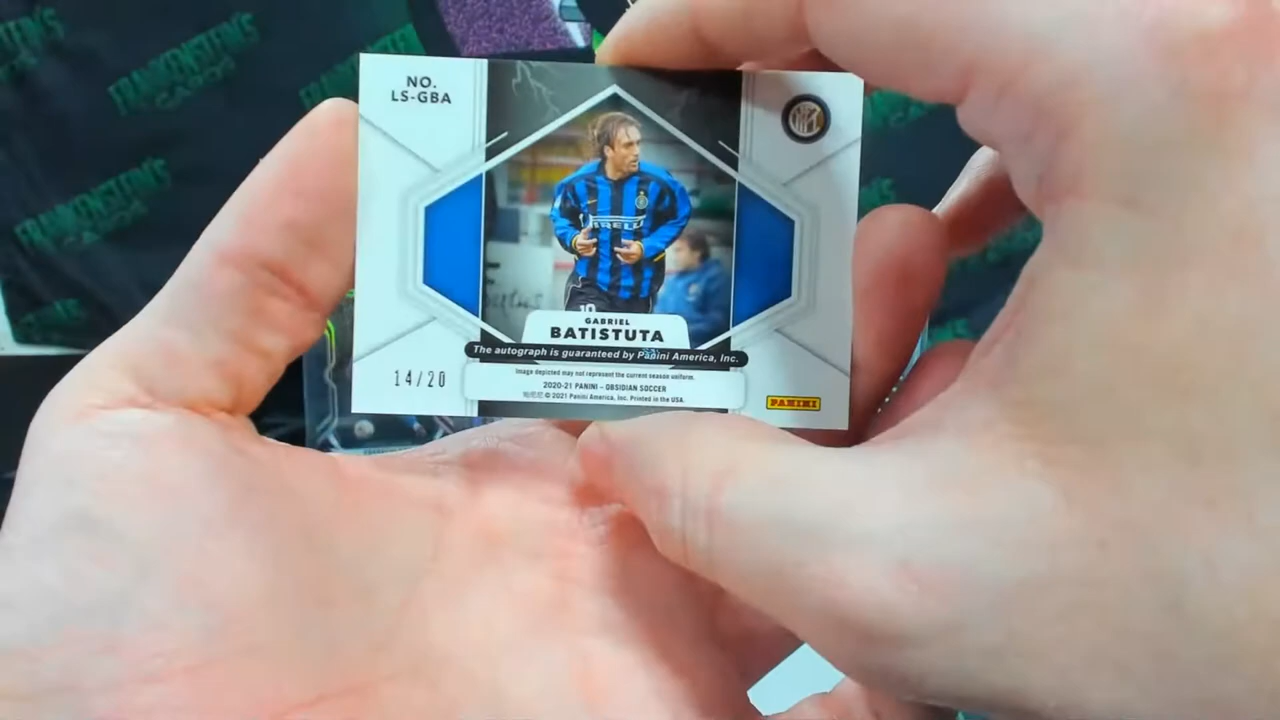 FRANKENSTEIN'S
CARDS
NO.
LS-GBA
PIRELLI
GABRIEL
BATISTUTA
The autograph is guaranteed by Panini America, Inc.
Image depicted may not represent the current season uniform.
14/20
2020-21 PANINI – OBSIDIAN SOCCER
© 2021 Panini America, Inc. Printed in the USA.
PANINI